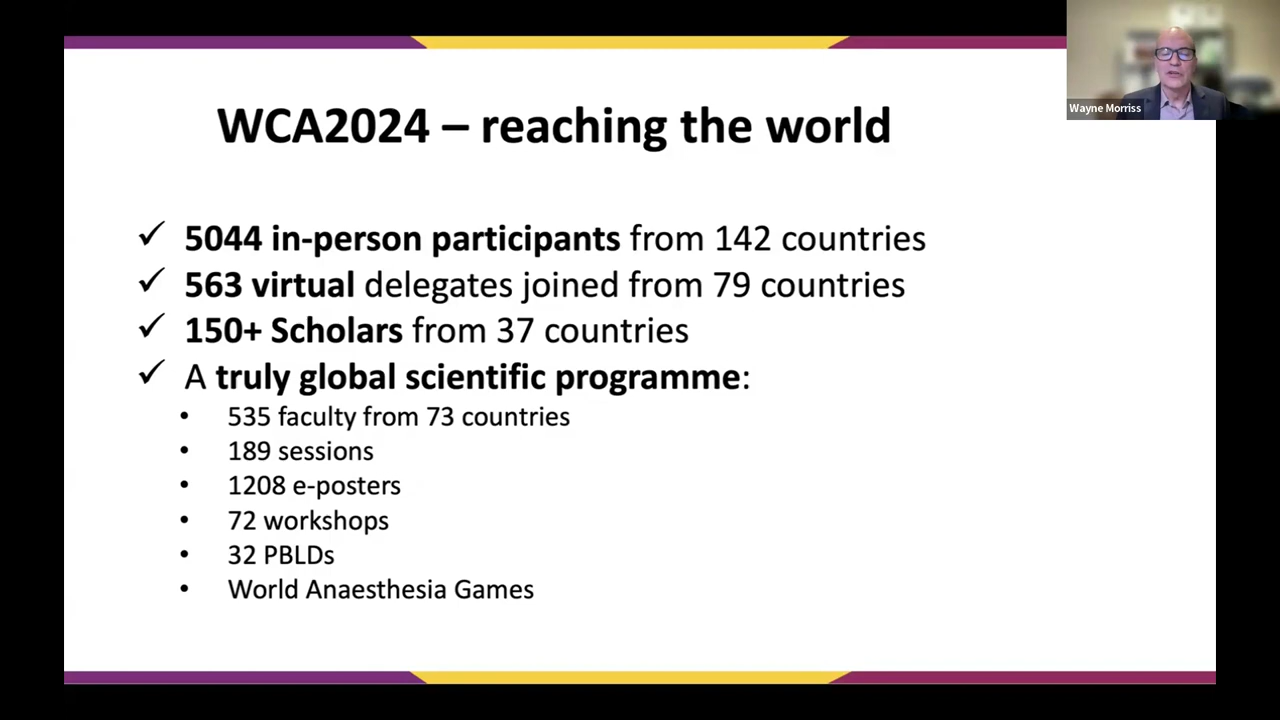 WCA2024 – reaching the world
Wayne Morriss
✓ 5044 in-person participants from 142 countries
✓ 563 virtual delegates joined from 79 countries
✓ 150+ Scholars from 37 countries
✓ A truly global scientific programme:
• 535 faculty from 73 countries
• 189 sessions
• 1208 e-posters
• 72 workshops
• 32 PBLDs
• World Anaesthesia Games